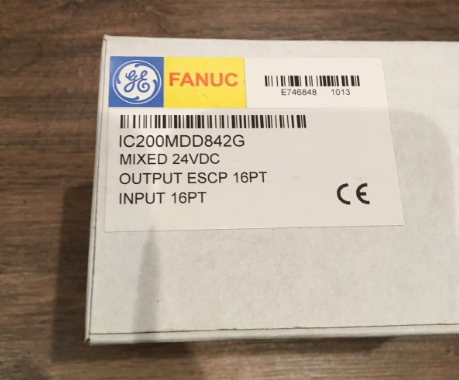 GE FANUC
E746848 1013
IC200MDD842G
MIXED 24VDC
OUTPUT ESCP 16PT
INPUT 16PT
CE